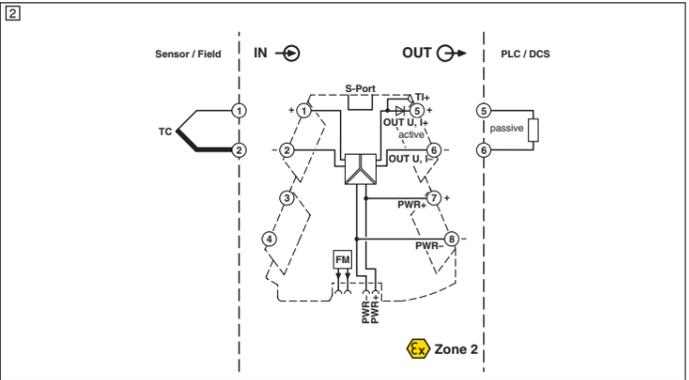 2
Sensor / Field
IN
OUT
PLC / DCS
S-Port
TI+
1
+ 1
5 +
5
OUT U, I+
active
passive
TC
2
– 2
6 –
6
OUT U, I–
3
7 +
PWR+
4
8 –
PWR–
FM
PWR–
PWR+
Ex Zone 2